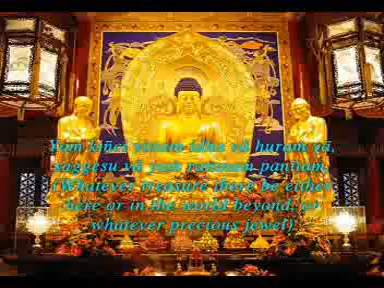 Yam kiñci vittam idha vā huram vā,
saggesu vā yam ratanam panītam,
(Whatever treasure there be either
here or in the world beyond, or
whatever precious jewel)